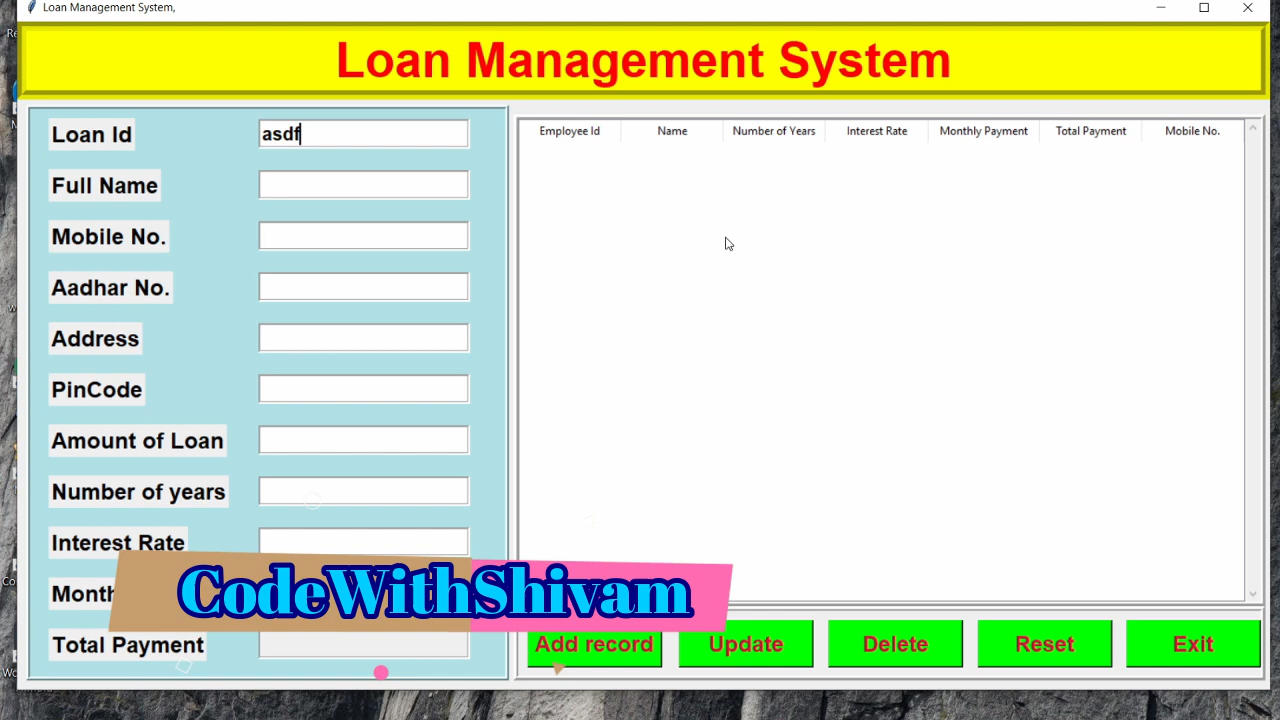 Loan Management System,
Loan Management System
Loan Id
asdf
Full Name
Mobile No.
Aadhar No.
Address
PinCode
Amount of Loan
Number of years
Interest Rate
Month
Total Payment
CodeWithShivam
Employee Id
Name
Number of Years
Interest Rate
Monthly Payment
Total Payment
Mobile No.
Add record
Update
Delete
Reset
Exit